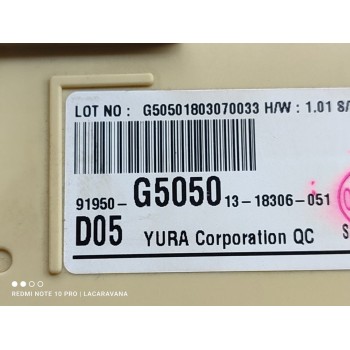 LOT NO : G50501803070033 H/W : 1.01 S/
91950- G5050 13-18306-051
D05 YURA Corporation QC S
REDMI NOTE 10 PRO | LACARAVANA